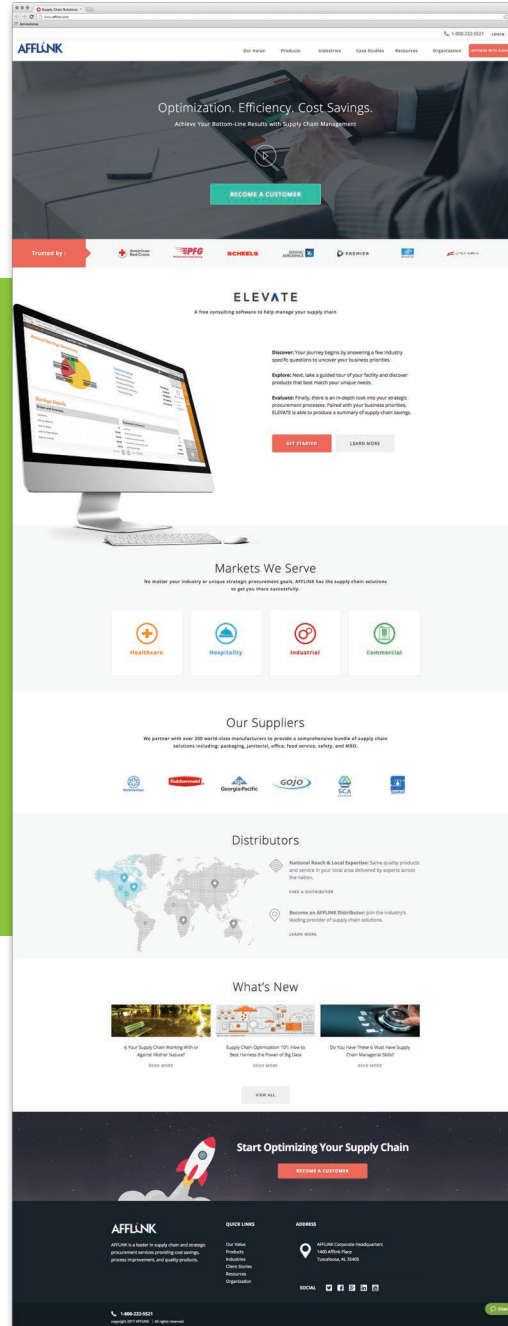 Supply Chain Solutions
www.afflink.com
1-800-222-5521 LOGIN
AFFLINK
Our Value Products Industries Case Studies Resources Organisation
Optimization. Efficiency. Cost Savings.
Achieve Your Bottom-Line Results with Supply Chain Management
BECOME A CUSTOMER
Trusted by :
American
Red Cross
PFG
SCHEELS
ZODIAC
AEROSPACE
PREMIER
ELEVATE
A free consulting software to help manage your supply chain
Discover: Your journey begins by answering a few industry
specific questions to uncover your business priorities.
Explore: Next, take a guided tour of your facility and discover
products that best match your unique needs.
Evaluate: Finally, there is an in-depth look into your strategic
procurement processes. Paired with your business priorities,
ELEVATE is able to produce a summary of supply chain savings.
GET STARTED LEARN MORE
Annual Savings Summary
Savings Details
Markets We Serve
No matter your industry or unique strategic procurement goals, AFFLINK has the supply chain solutions
to get you there successfully.
Healthcare Hospitality Industrial Commercial
Our Suppliers
We partner with over 200 world-class manufacturers to provide a comprehensive bundle of supply chain
solutions including: packaging, janitorial, office, food service, safety, and MRO.
Rubbermaid
Georgia-Pacific
GOJO
SCA
Distributors
National Reach & Local Expertise: Same quality products
and service in your local area delivered by experts across
the nation.
FIND A DISTRIBUTOR
Become an AFFLINK Distributor: Join the industry's
leading provider of supply chain solutions.
LEARN MORE
What's New
Is Your Supply Chain Working With or
Against Mother Nature?
READ MORE
Supply Chain Optimization 101: How to
Best Harness the Power of Big Data
READ MORE
Do You Have These 6 Must Have Supply
Chain Managerial Skills?
READ MORE
VIEW ALL
Start Optimizing Your Supply Chain
BECOME A CUSTOMER
AFFLINK
AFFLINK is a leader in supply chain and strategic
procurement services providing cost savings,
process improvement, and quality products.
QUICK LINKS
Our Value
Products
Industries
Client Stories
Resources
Organisation
ADDRESS
AFFLINK Corporate Headquarters
1400 Afflink Place
Tuscaloosa, AL 35406
SOCIAL
1-800-222-5521
copyright 2017 AFFLINK | All rights reserved.